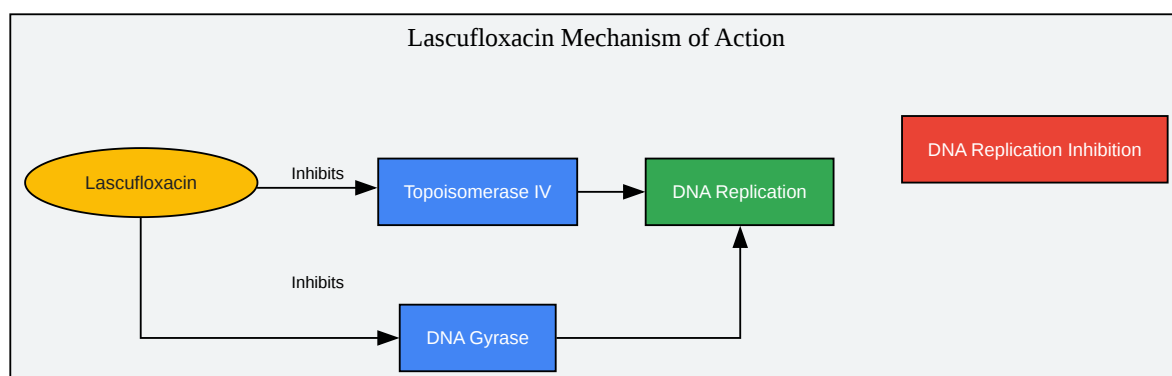 Lascufloxacin Mechanism of Action
DNA Replication Inhibition
Lascufloxacin
Inhibits
Topoisomerase IV
DNA Replication
Inhibits
DNA Gyrase